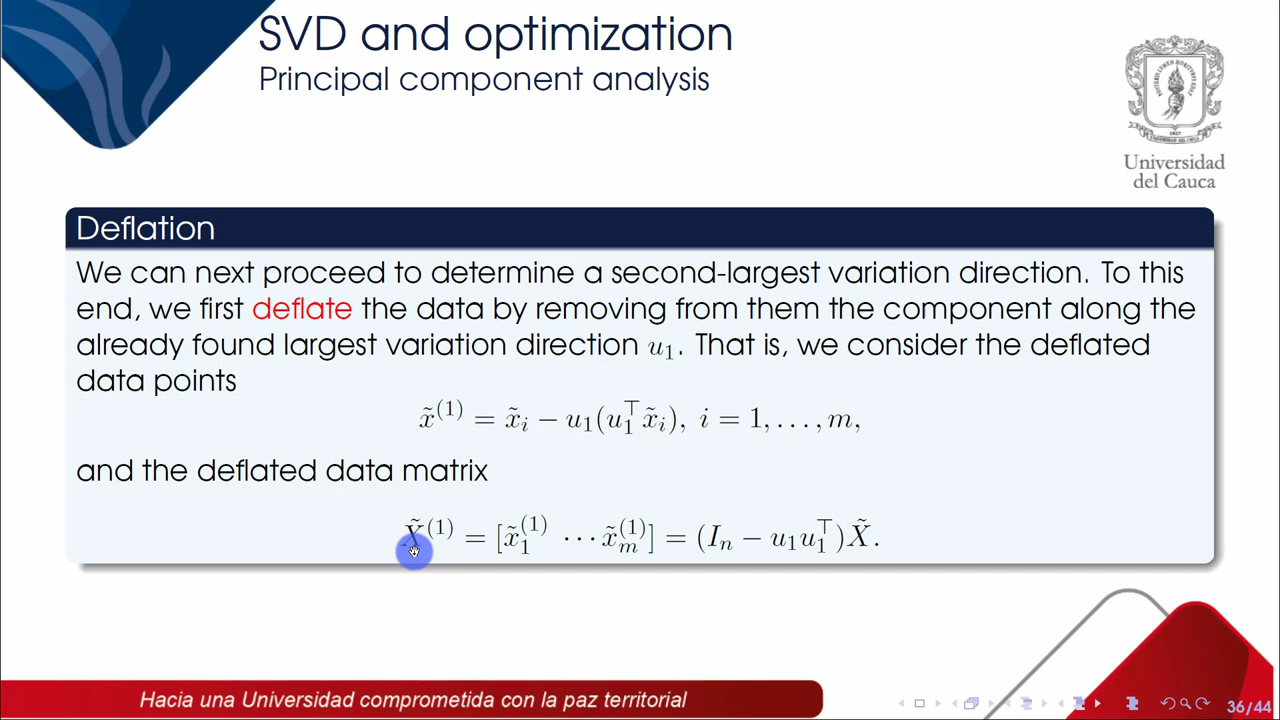 SVD and optimization
Principal component analysis
Universidad
del Cauca
Deflation
We can next proceed to determine a second-largest variation direction. To this
end, we first deflate the data by removing from them the component along the
already found largest variation direction u₁. That is, we consider the deflated
data points
x̃⁽¹⁾ = x̃ᵢ − u₁(u₁^⊤ x̃ᵢ), i = 1, . . . , m,
and the deflated data matrix
X̃⁽¹⁾ = [x̃₁⁽¹⁾ ⋯ x̃ₘ⁽¹⁾] = (Iₙ − u₁u₁^⊤)X̃.
Hacia una Universidad comprometida con la paz territorial
36/44